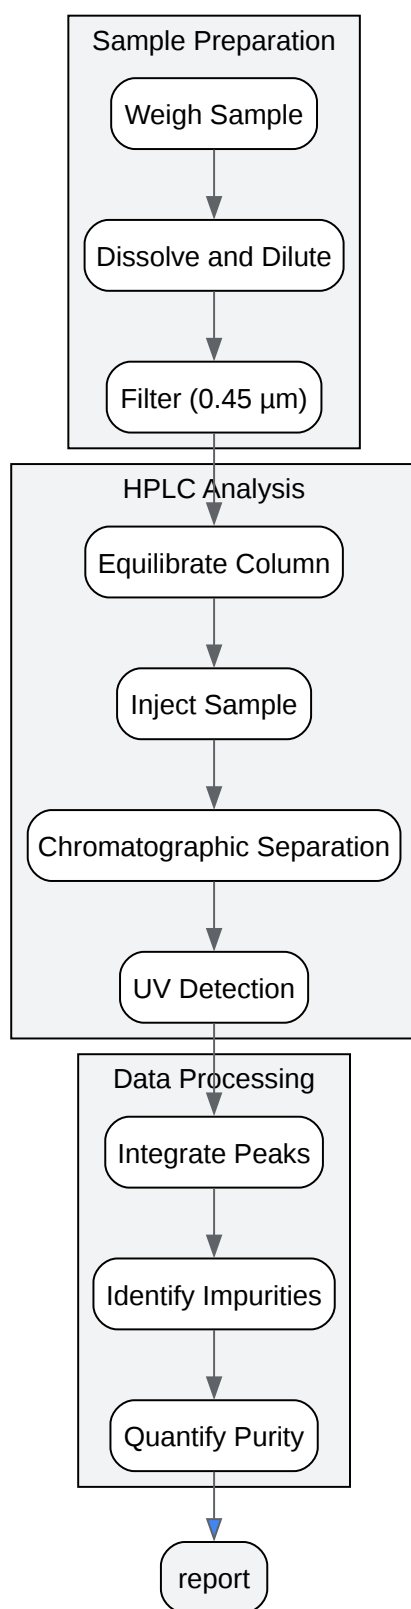 Sample Preparation
Weigh Sample
Dissolve and Dilute
Filter (0.45 µm)
HPLC Analysis
Equilibrate Column
Inject Sample
Chromatographic Separation
UV Detection
Data Processing
Integrate Peaks
Identify Impurities
Quantify Purity
report